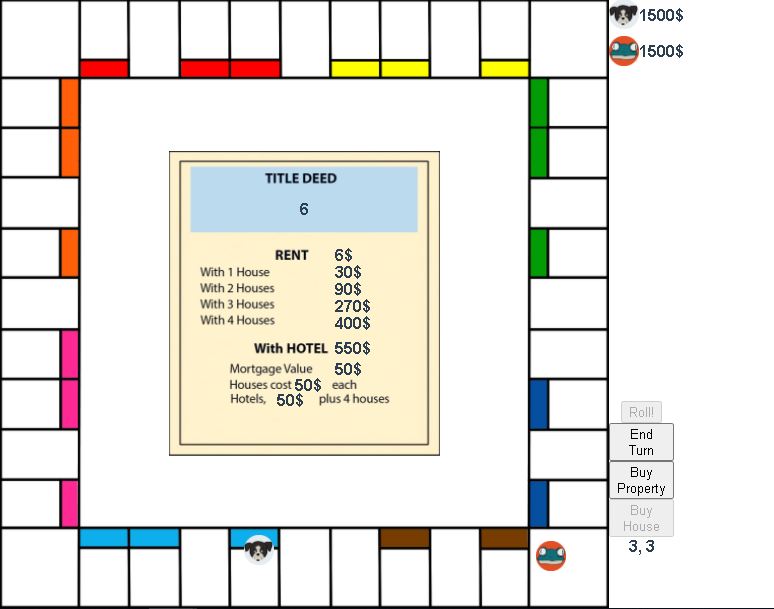 1500$
1500$
TITLE DEED
6
RENT 6$
With 1 House 30$
With 2 Houses 90$
With 3 Houses 270$
With 4 Houses 400$
With HOTEL 550$
Mortgage Value 50$
Houses cost 50$ each
Hotels, 50$ plus 4 houses
Roll!
End
Turn
Buy
Property
Buy
House
3, 3